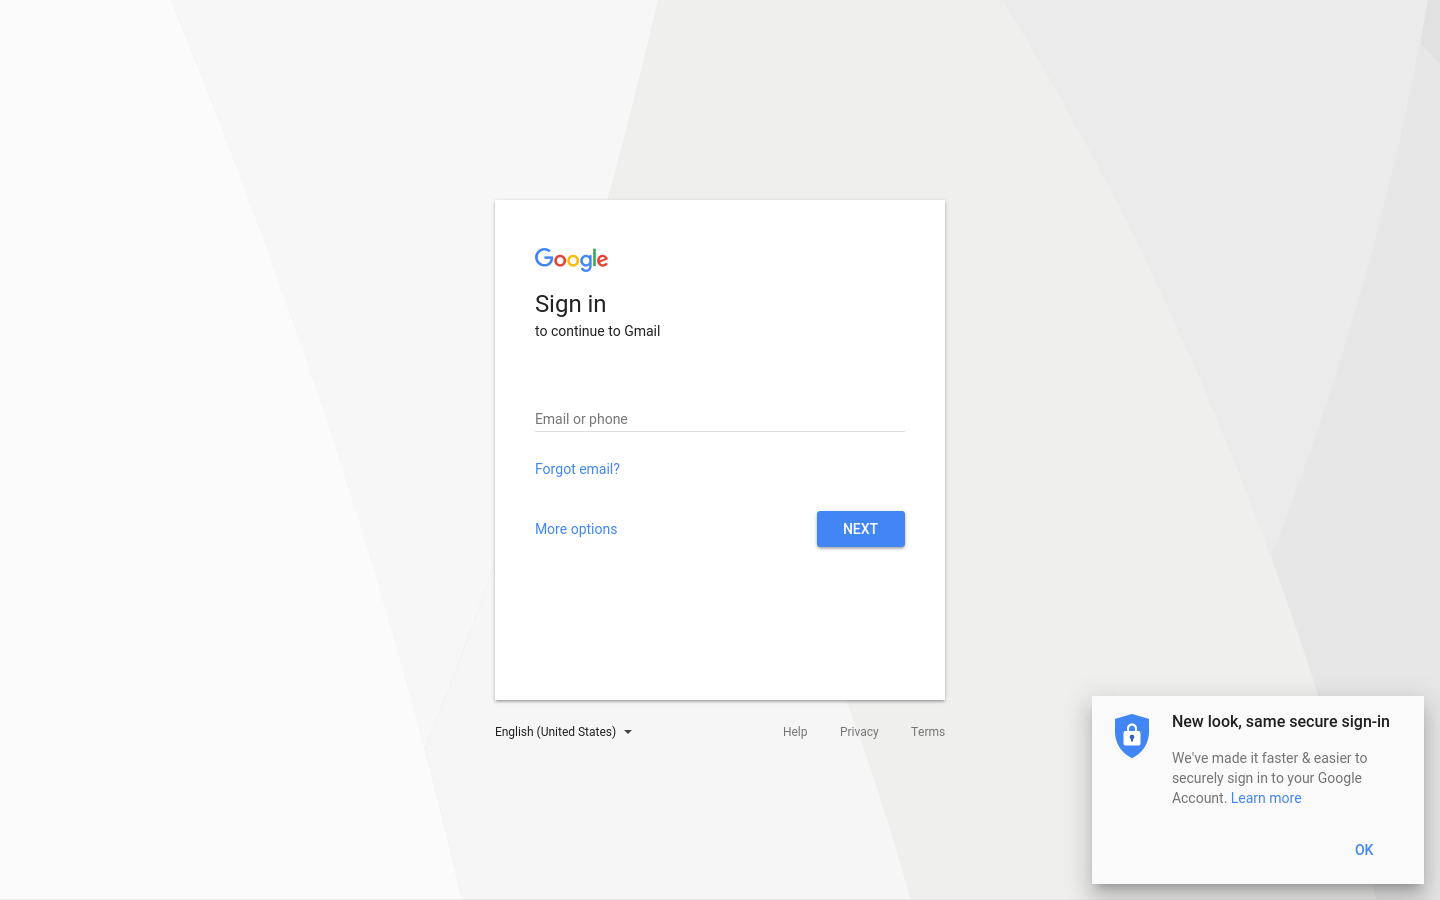 Google
Sign in
to continue to Gmail
Email or phone
Forgot email?
More options
NEXT
English (United States)
Help
Privacy
Terms
New look, same secure sign-in
We've made it faster & easier to
securely sign in to your Google
Account. Learn more
OK